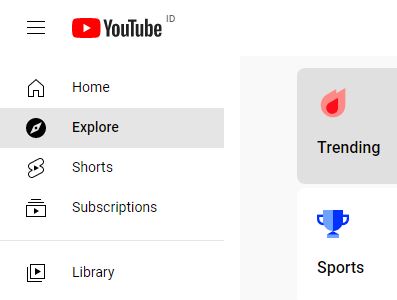 YouTube ID
Home
Explore
Shorts
Subscriptions
Library
Trending
Sports